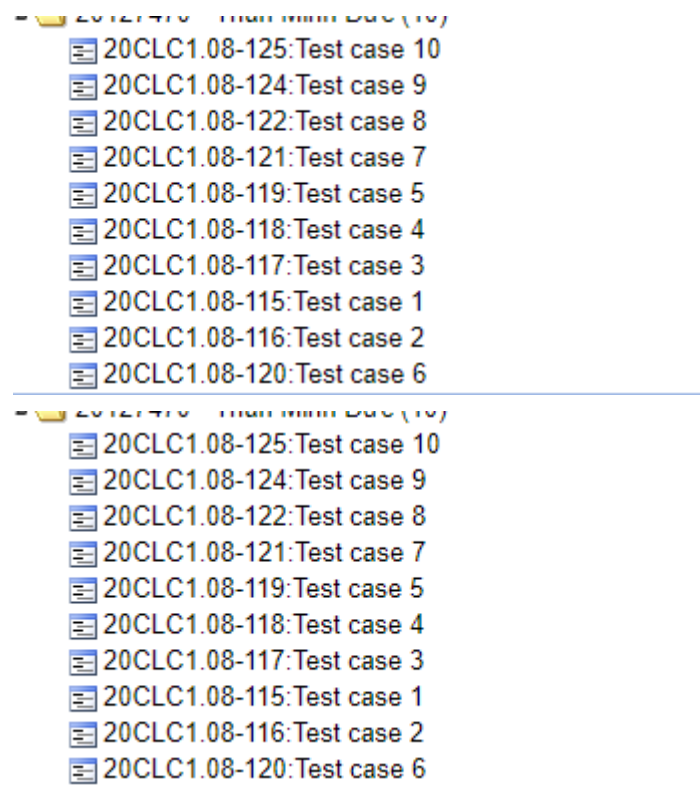 20CLC1.08-125:Test case 10
20CLC1.08-124:Test case 9
20CLC1.08-122:Test case 8
20CLC1.08-121:Test case 7
20CLC1.08-119:Test case 5
20CLC1.08-118:Test case 4
20CLC1.08-117:Test case 3
20CLC1.08-115:Test case 1
20CLC1.08-116:Test case 2
20CLC1.08-120:Test case 6
20CLC1.08-125:Test case 10
20CLC1.08-124:Test case 9
20CLC1.08-122:Test case 8
20CLC1.08-121:Test case 7
20CLC1.08-119:Test case 5
20CLC1.08-118:Test case 4
20CLC1.08-117:Test case 3
20CLC1.08-115:Test case 1
20CLC1.08-116:Test case 2
20CLC1.08-120:Test case 6